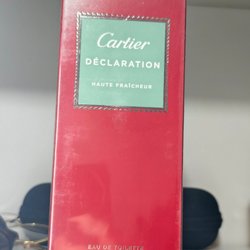 Cartier
DÉCLARATION
HAUTE FRAÎCHEUR
EAU DE TOILETTE